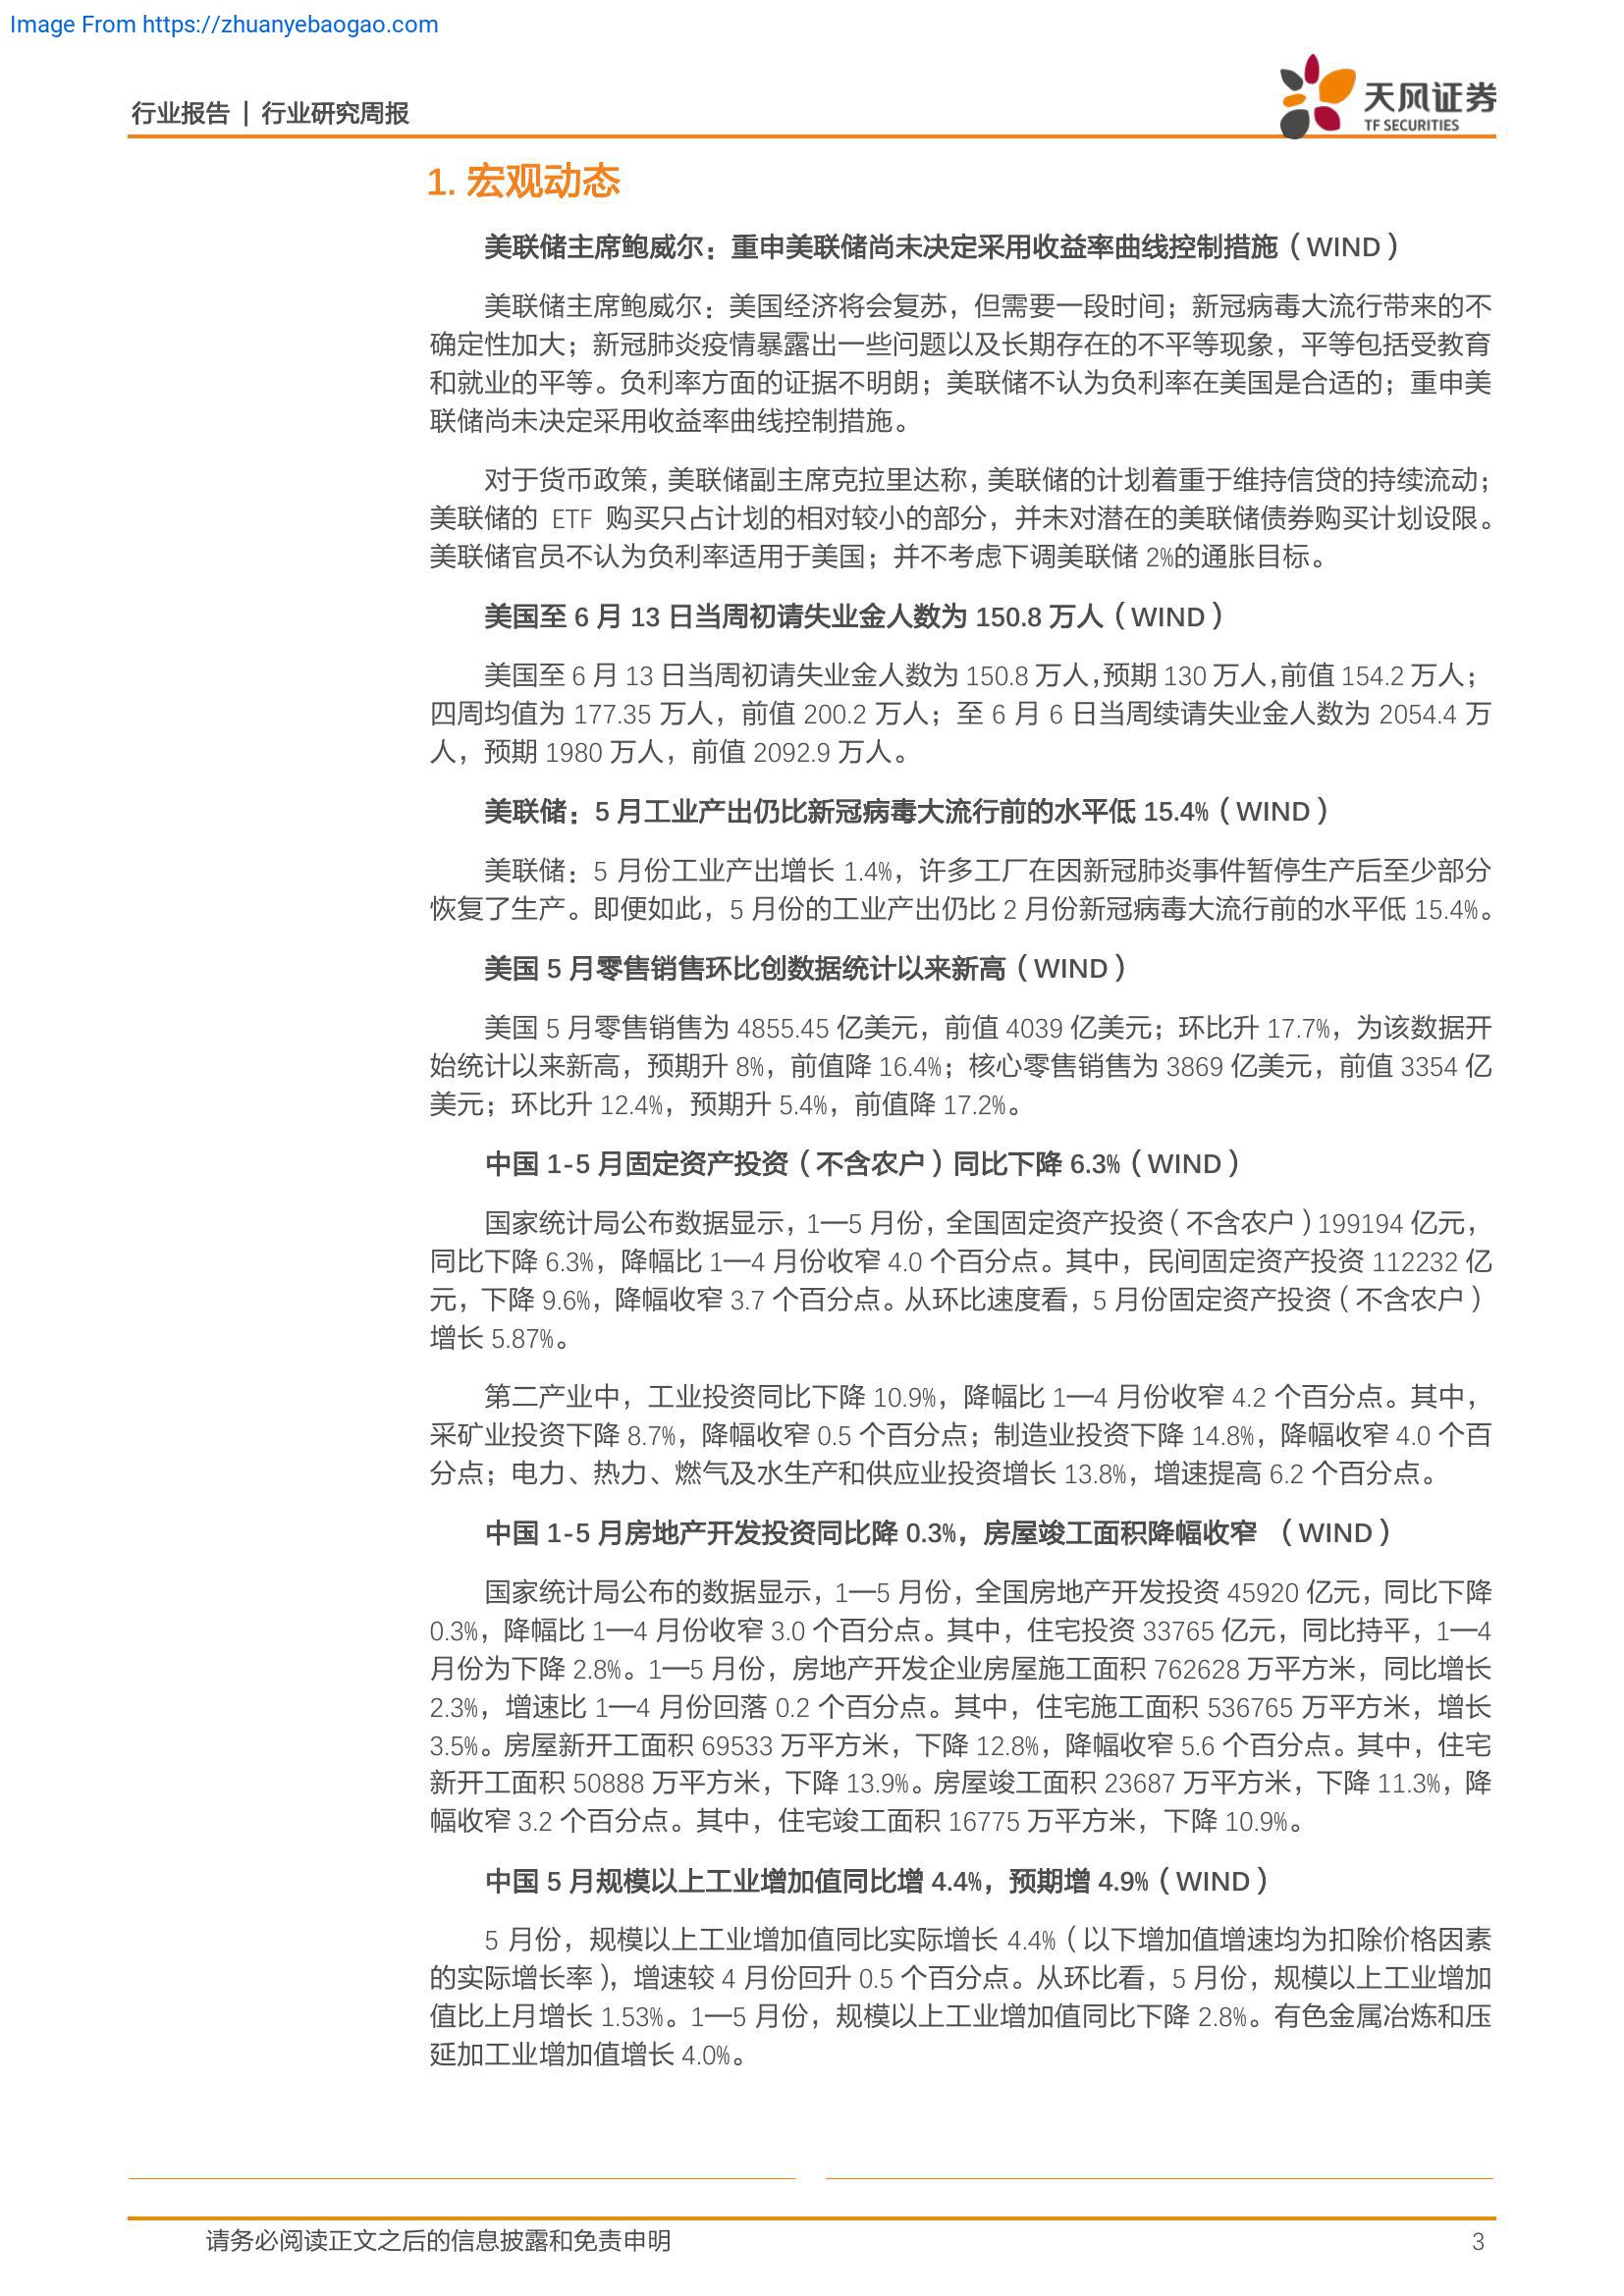 Image From https://zhuanyebaogao.com
行业报告 | 行业研究周报
天风证券
TF SECURITIES
1. 宏观动态
美联储主席鲍威尔：重申美联储尚未决定采用收益率曲线控制措施（WIND）
美联储主席鲍威尔：美国经济将会复苏，但需要一段时间；新冠病毒大流行带来的不
确定性加大；新冠肺炎疫情暴露出一些问题以及长期存在的不平等现象，平等包括受教育
和就业的平等。负利率方面的证据不明朗；美联储不认为负利率在美国是合适的；重申美
联储尚未决定采用收益率曲线控制措施。
对于货币政策，美联储副主席克拉里达称，美联储的计划着重于维持信贷的持续流动；
美联储的 ETF 购买只占计划的相对较小的部分，并未对潜在的美联储债券购买计划设限。
美联储官员不认为负利率适用于美国；并不考虑下调美联储 2%的通胀目标。
美国至 6 月 13 日当周初请失业金人数为 150.8 万人（WIND）
美国至 6 月 13 日当周初请失业金人数为 150.8 万人，预期 130 万人，前值 154.2 万人；
四周均值为 177.35 万人，前值 200.2 万人；至 6 月 6 日当周续请失业金人数为 2054.4 万
人，预期 1980 万人，前值 2092.9 万人。
美联储：5 月工业产出仍比新冠病毒大流行前的水平低 15.4%（WIND）
美联储：5 月份工业产出增长 1.4%，许多工厂在因新冠肺炎事件暂停生产后至少部分
恢复了生产。即便如此，5 月份的工业产出仍比 2 月份新冠病毒大流行前的水平低 15.4%。
美国 5 月零售销售环比创数据统计以来新高（WIND）
美国 5 月零售销售为 4855.45 亿美元，前值 4039 亿美元；环比升 17.7%，为该数据开
始统计以来新高，预期升 8%，前值降 16.4%；核心零售销售为 3869 亿美元，前值 3354 亿
美元；环比升 12.4%，预期升 5.4%，前值降 17.2%。
中国 1-5 月固定资产投资（不含农户）同比下降 6.3%（WIND）
国家统计局公布数据显示，1—5 月份，全国固定资产投资（不含农户）199194 亿元，
同比下降 6.3%，降幅比 1—4 月份收窄 4.0 个百分点。其中，民间固定资产投资 112232 亿
元，下降 9.6%，降幅收窄 3.7 个百分点。从环比速度看，5 月份固定资产投资（不含农户）
增长 5.87%。
第二产业中，工业投资同比下降 10.9%，降幅比 1—4 月份收窄 4.2 个百分点。其中，
采矿业投资下降 8.7%，降幅收窄 0.5 个百分点；制造业投资下降 14.8%，降幅收窄 4.0 个百
分点；电力、热力、燃气及水生产和供应业投资增长 13.8%，增速提高 6.2 个百分点。
中国 1-5 月房地产开发投资同比降 0.3%，房屋竣工面积降幅收窄 （WIND）
国家统计局公布的数据显示，1—5 月份，全国房地产开发投资 45920 亿元，同比下降
0.3%，降幅比 1—4 月份收窄 3.0 个百分点。其中，住宅投资 33765 亿元，同比持平，1—4
月份为下降 2.8%。1—5 月份，房地产开发企业房屋施工面积 762628 万平方米，同比增长
2.3%，增速比 1—4 月份回落 0.2 个百分点。其中，住宅施工面积 536765 万平方米，增长
3.5%。房屋新开工面积 69533 万平方米，下降 12.8%，降幅收窄 5.6 个百分点。其中，住宅
新开工面积 50888 万平方米，下降 13.9%。房屋竣工面积 23687 万平方米，下降 11.3%，降
幅收窄 3.2 个百分点。其中，住宅竣工面积 16775 万平方米，下降 10.9%。
中国 5 月规模以上工业增加值同比增 4.4%，预期增 4.9%（WIND）
5 月份，规模以上工业增加值同比实际增长 4.4%（以下增加值增速均为扣除价格因素
的实际增长率），增速较 4 月份回升 0.5 个百分点。从环比看，5 月份，规模以上工业增加
值比上月增长 1.53%。1—5 月份，规模以上工业增加值同比下降 2.8%。有色金属冶炼和压
延加工业增加值增长 4.0%。
请务必阅读正文之后的信息披露和免责申明
3